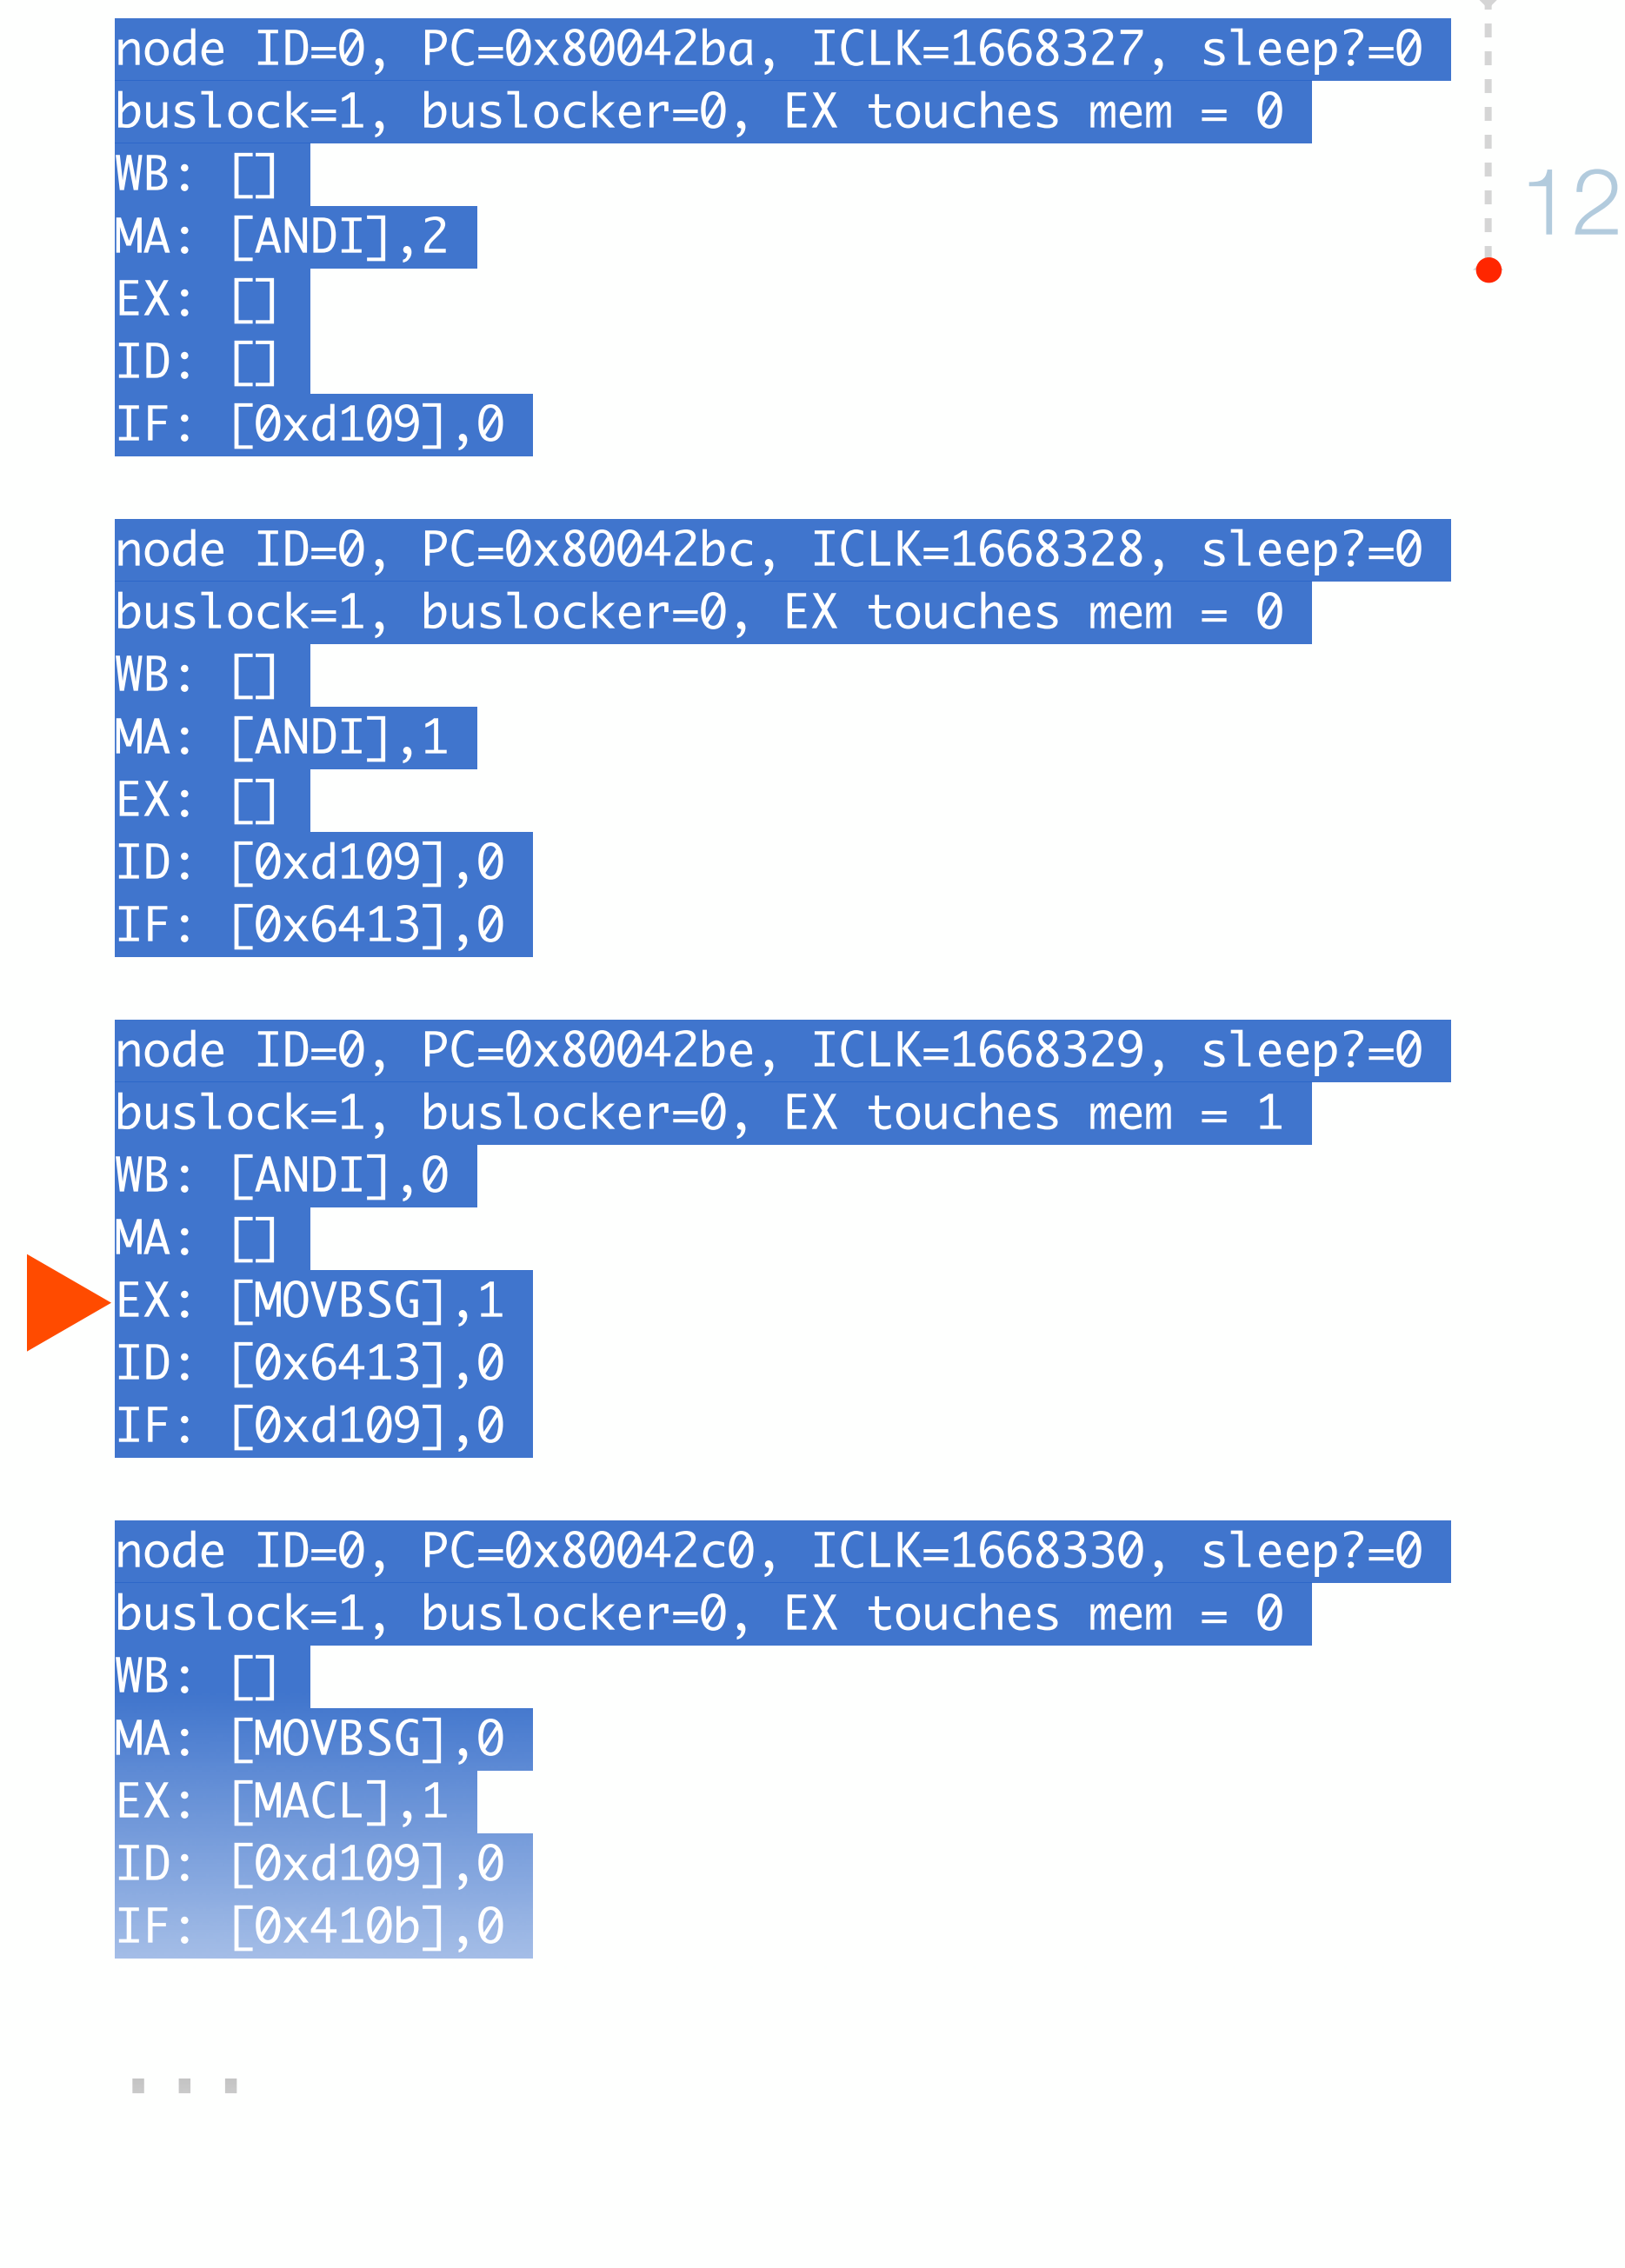 node ID=0, PC=0x80042ba, ICLK=1668327, sleep?=0
buslock=1, buslocker=0, EX touches mem = 0
WB: []
MA: [ANDI],2
EX: []
ID: []
IF: [0xd109],0
12
node ID=0, PC=0x80042bc, ICLK=1668328, sleep?=0
buslock=1, buslocker=0, EX touches mem = 0
WB: []
MA: [ANDI],1
EX: []
ID: [0xd109],0
IF: [0x6413],0
node ID=0, PC=0x80042be, ICLK=1668329, sleep?=0
buslock=1, buslocker=0, EX touches mem = 1
WB: [ANDI],0
MA: []
EX: [MOVBSG],1
ID: [0x6413],0
IF: [0xd109],0
node ID=0, PC=0x80042c0, ICLK=1668330, sleep?=0
buslock=1, buslocker=0, EX touches mem = 0
WB: []
MA: [MOVBSG],0
EX: [MACL],1
ID: [0xd109],0
IF: [0x410b],0
...